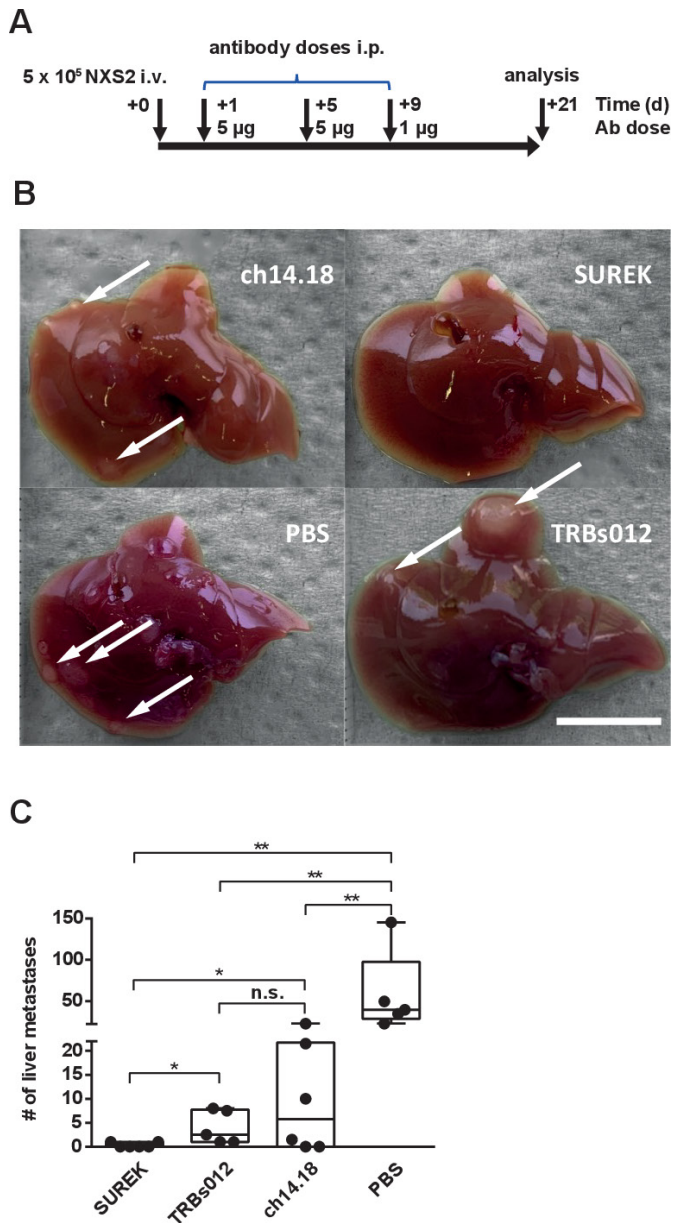 A
antibody doses i.p.
5 x 10⁵ NXS2 i.v.
analysis
+0 +1 +5 +9 +21 Time (d)
5 µg 5 µg 1 µg Ab dose
B
ch14.18 SUREK
PBS TRBs012
C
**
**
**
*
n.s.
*
# of liver metastases
150
100
50
20
15
10
5
0
SUREK TRBs012 ch14.18 PBS